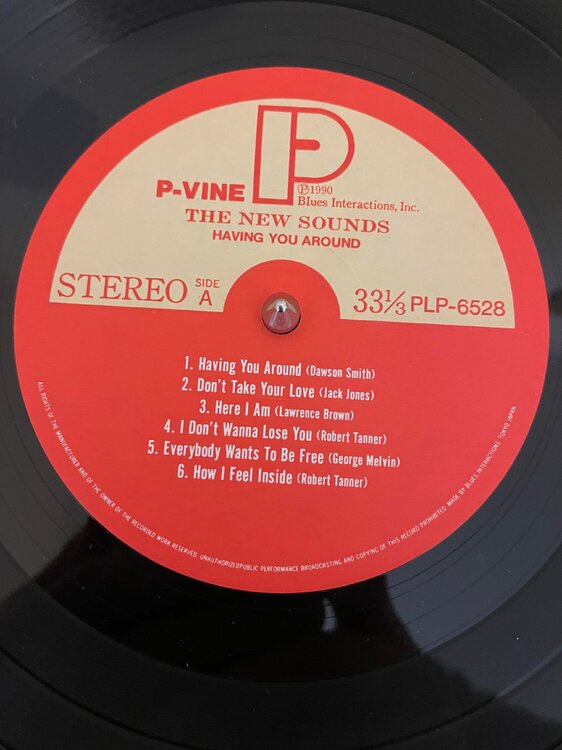 P
P-VINE
℗1990
Blues Interactions, Inc.
THE NEW SOUNDS
HAVING YOU AROUND
STEREO SIDE A
33⅓ PLP-6528
1. Having You Around (Dawson Smith)
2. Don't Take Your Love (Jack Jones)
3. Here I Am (Lawrence Brown)
4. I Don't Wanna Lose You (Robert Tanner)
5. Everybody Wants To Be Free (George Melvin)
6. How I Feel Inside (Robert Tanner)
ALL RIGHTS OF THE MANUFACTURER AND OF THE OWNER OF THE RECORDED WORK RESERVED. UNAUTHORIZEDPUBLIC PERFORMANCE BROADCASTING AND COPYING OF THIS RECORD PROHIBITED. MADE BY BLUES INTERACTIONS, TOKYO JAPAN